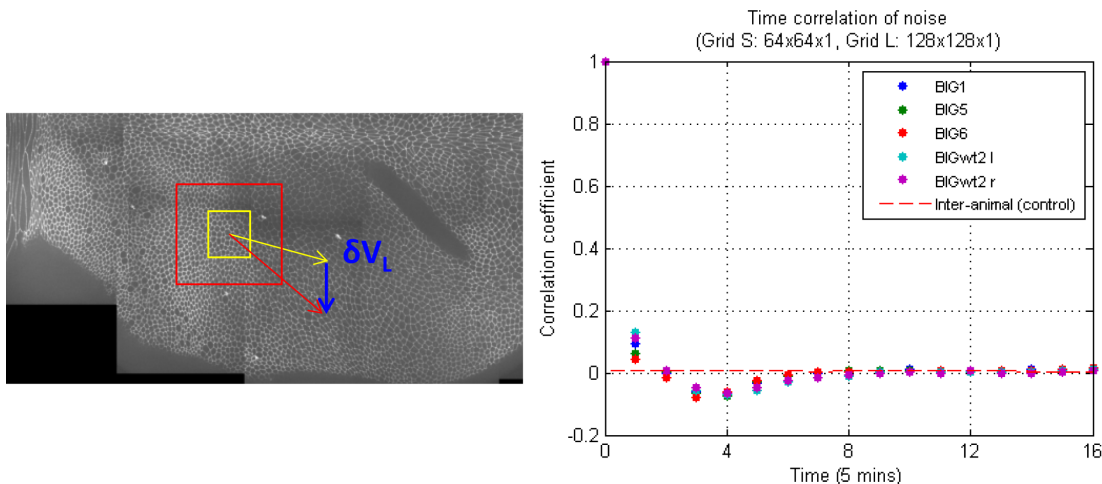 δV_L
Time correlation of noise
(Grid S: 64x64x1, Grid L: 128x128x1)
1
0.8
0.6
0.4
0.2
0
-0.2
Correlation coefficient
BIG1
BIG5
BIG6
BIGwt2 l
BIGwt2 r
Inter-animal (control)
0 4 8 12 16
Time (5 mins)